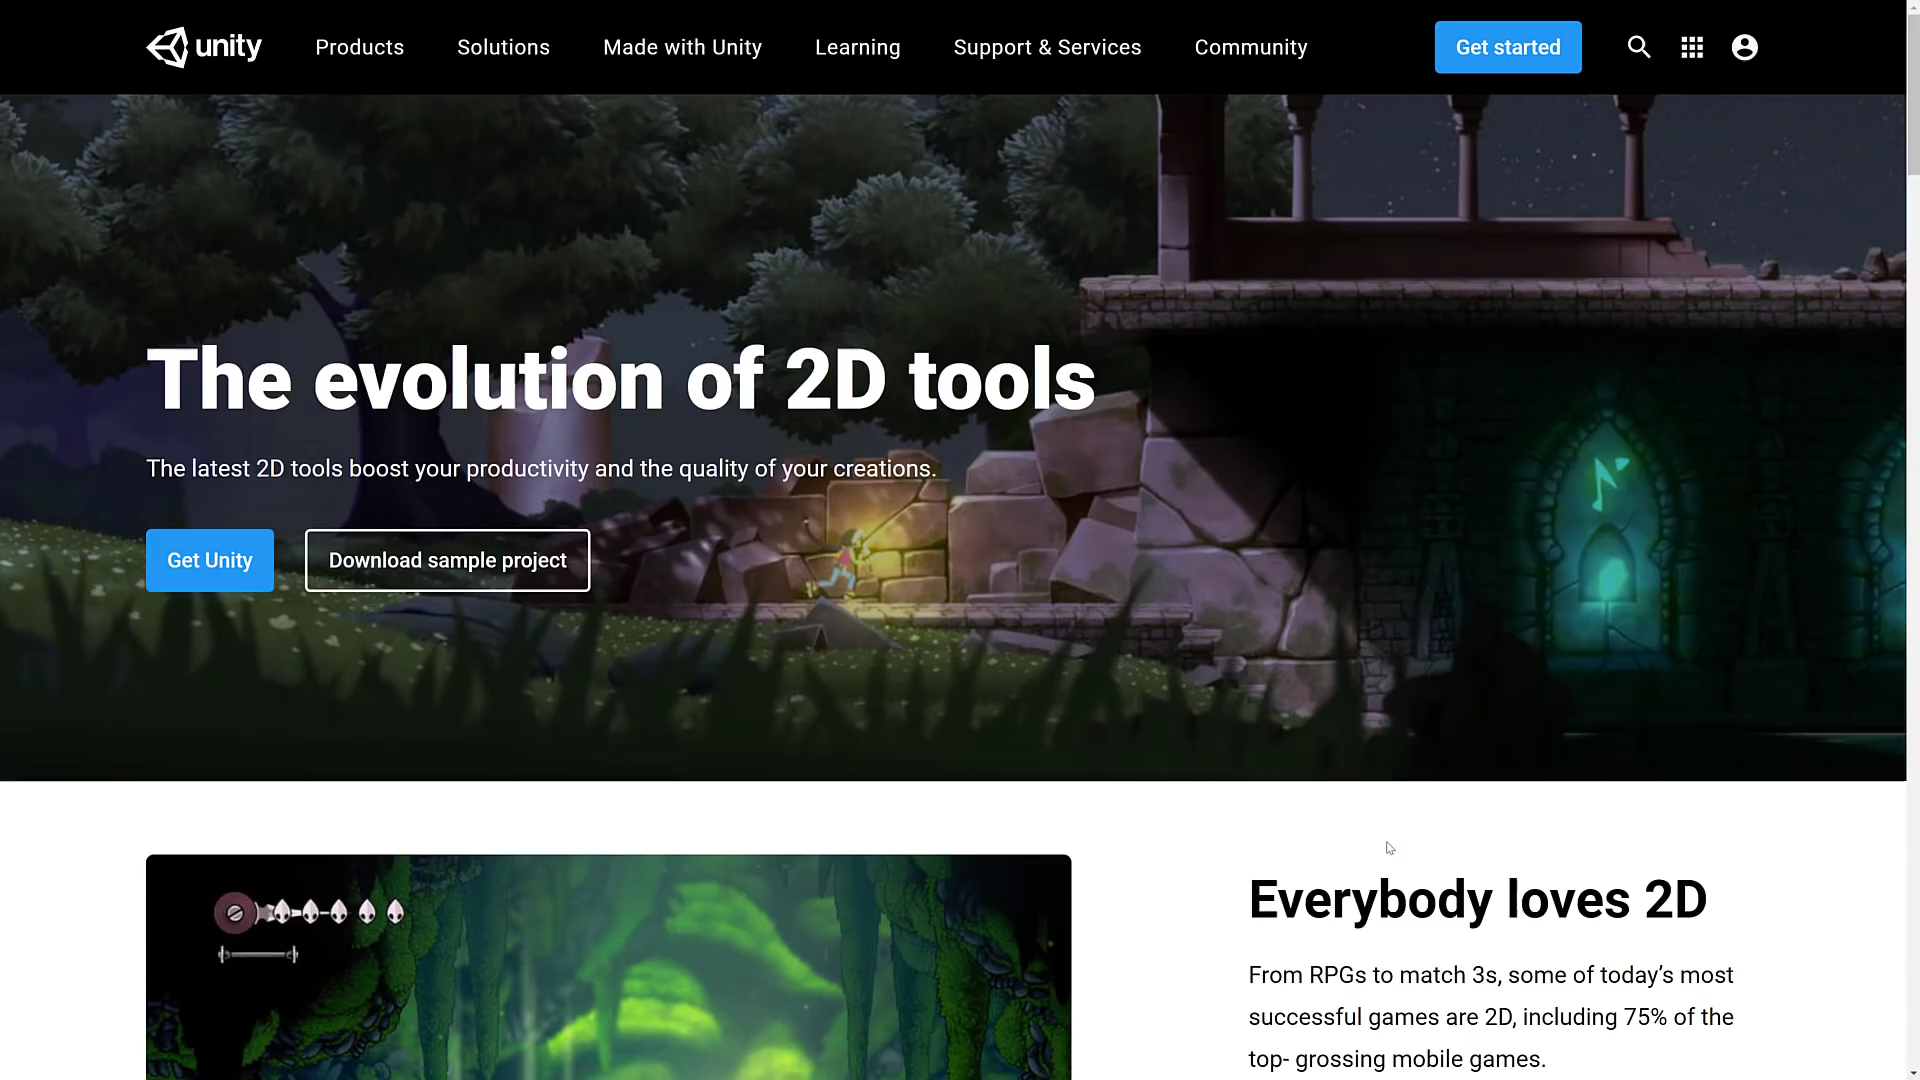 unity
Products
Solutions
Made with Unity
Learning
Support & Services
Community
Get started
The evolution of 2D tools
The latest 2D tools boost your productivity and the quality of your creations.
Get Unity
Download sample project
Everybody loves 2D
From RPGs to match 3s, some of today’s most
successful games are 2D, including 75% of the
top- grossing mobile games.